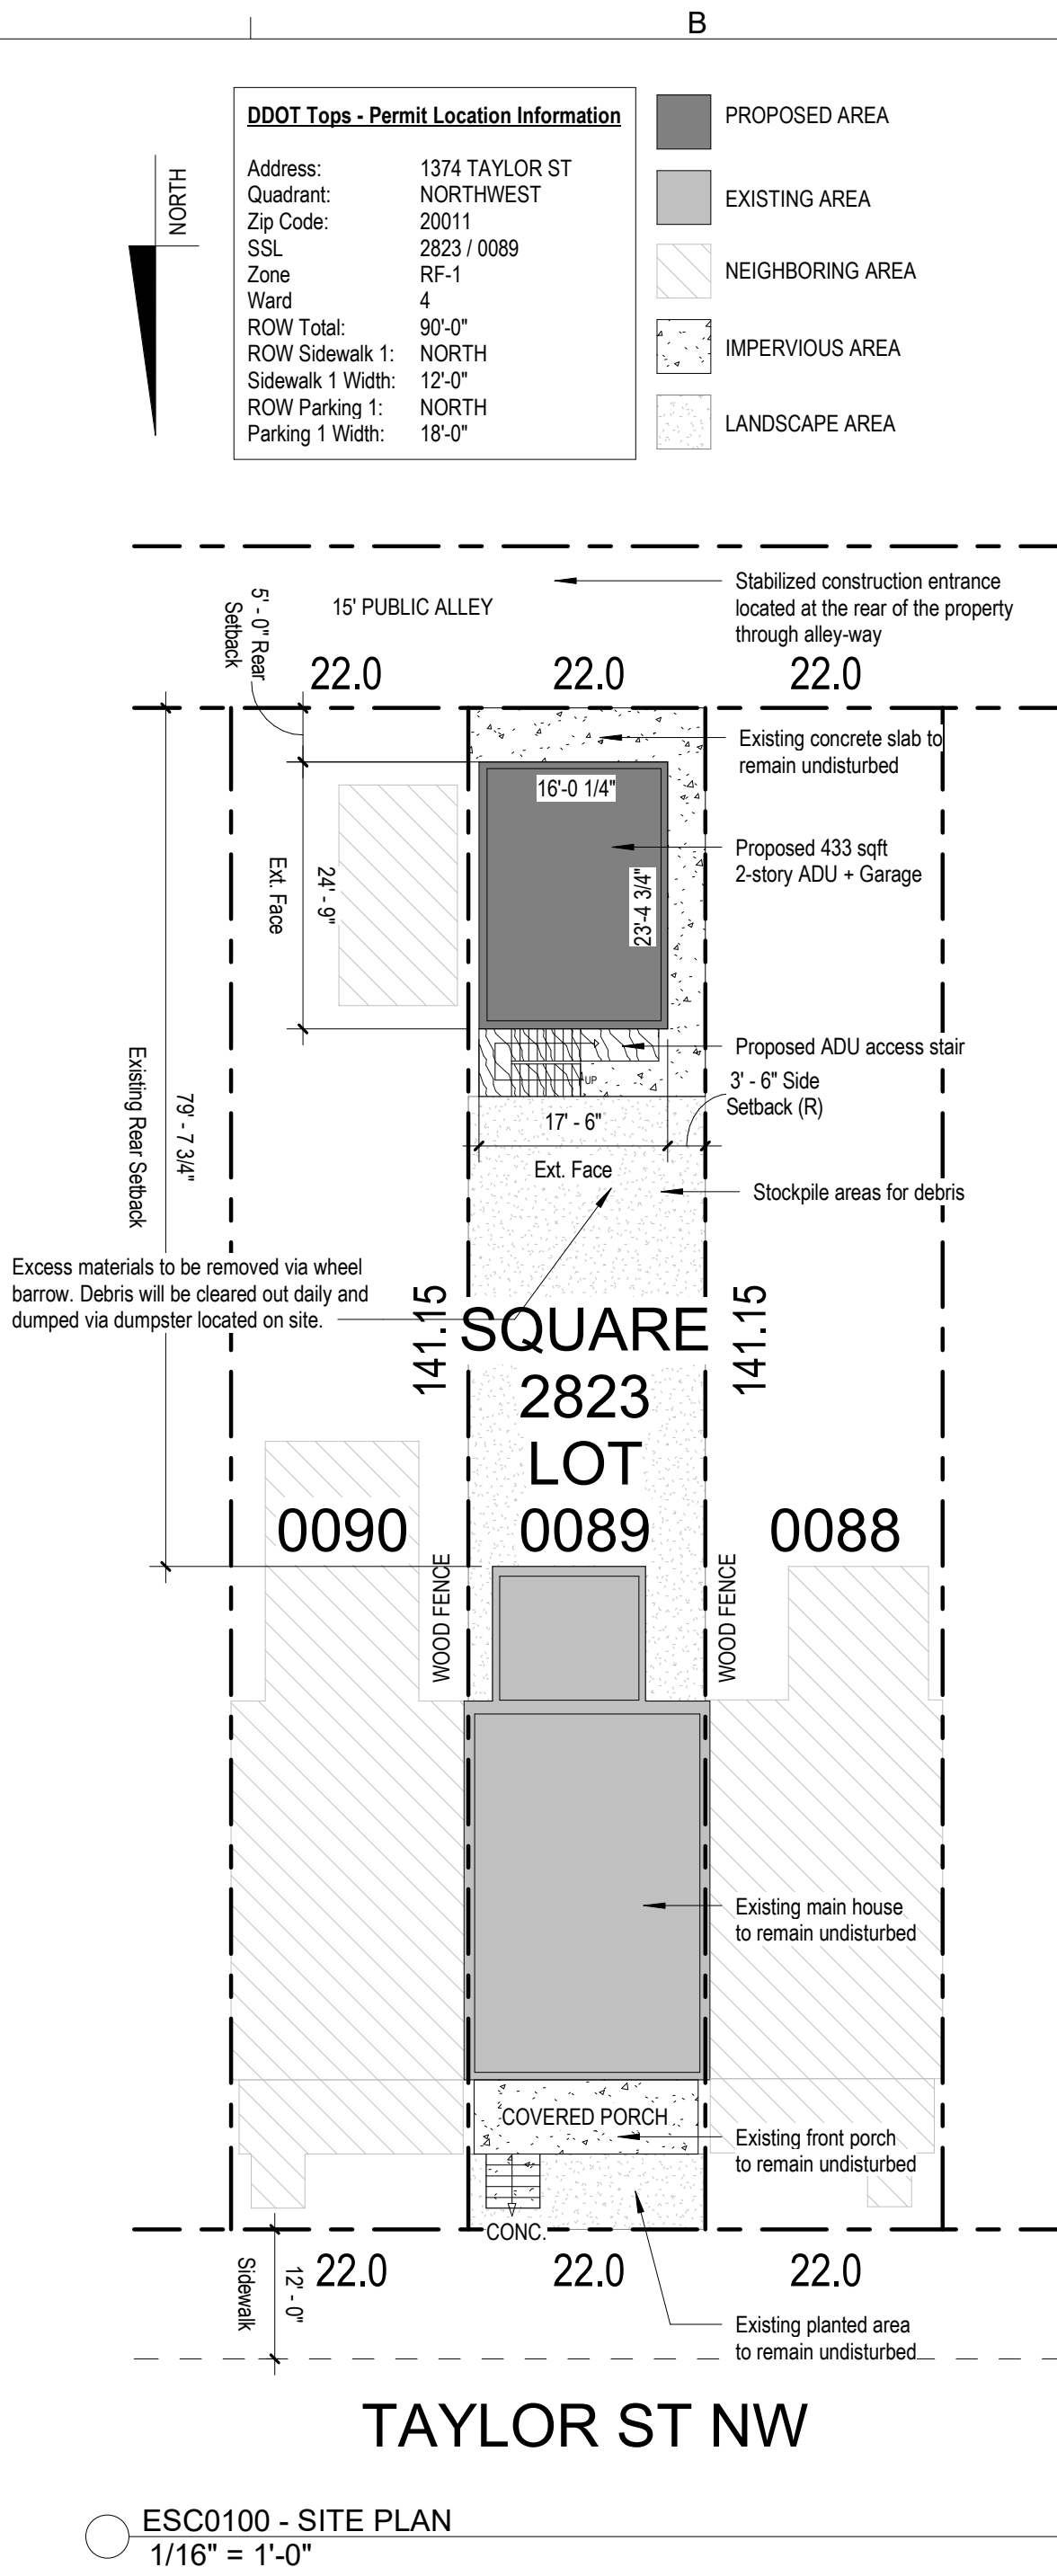 B
DDOT Tops - Permit Location Information
Address: 1374 TAYLOR ST
Quadrant: NORTHWEST
Zip Code: 20011
SSL 2823 / 0089
Zone RF-1
Ward 4
ROW Total: 90'-0"
ROW Sidewalk 1: NORTH
Sidewalk 1 Width: 12'-0"
ROW Parking 1: NORTH
Parking 1 Width: 18'-0"
NORTH
PROPOSED AREA
EXISTING AREA
NEIGHBORING AREA
IMPERVIOUS AREA
LANDSCAPE AREA
15' PUBLIC ALLEY
Stabilized construction entrance
located at the rear of the property
through alley-way
5' - 0" Rear
Setback
22.0
22.0
22.0
Existing concrete slab to
remain undisturbed
16'-0 1/4"
Proposed 433 sqft
2-story ADU + Garage
23'-4 3/4"
24' - 9"
Ext. Face
Proposed ADU access stair
UP
3' - 6" Side
Setback (R)
17' - 6"
Ext. Face
79' - 7 3/4"
Existing Rear Setback
Stockpile areas for debris
Excess materials to be removed via wheel
barrow. Debris will be cleared out daily and
dumped via dumpster located on site.
141.15
141.15
SQUARE
2823
LOT
0090
0089
0088
WOOD FENCE
WOOD FENCE
Existing main house
to remain undisturbed
COVERED PORCH
Existing front porch
to remain undisturbed
CONC.
22.0
22.0
22.0
12' - 0"
Sidewalk
Existing planted area
to remain undisturbed
TAYLOR ST NW
ESC0100 - SITE PLAN
1/16" = 1'-0"